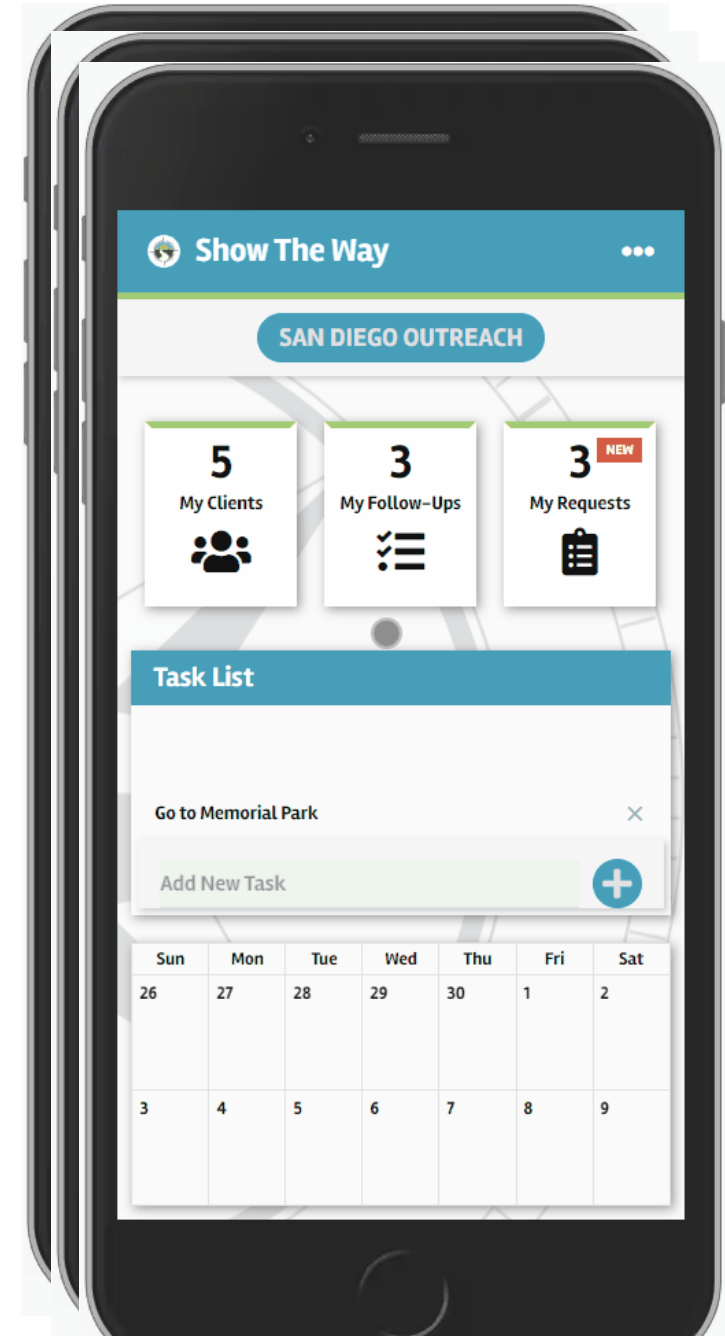 Show The Way
SAN DIEGO OUTREACH
5 3 3 NEW
My Clients My Follow-Ups My Requests
Task List
Go to Memorial Park
Add New Task
Sun Mon Tue Wed Thu Fri Sat
26 27 28 29 30 1 2
3 4 5 6 7 8 9